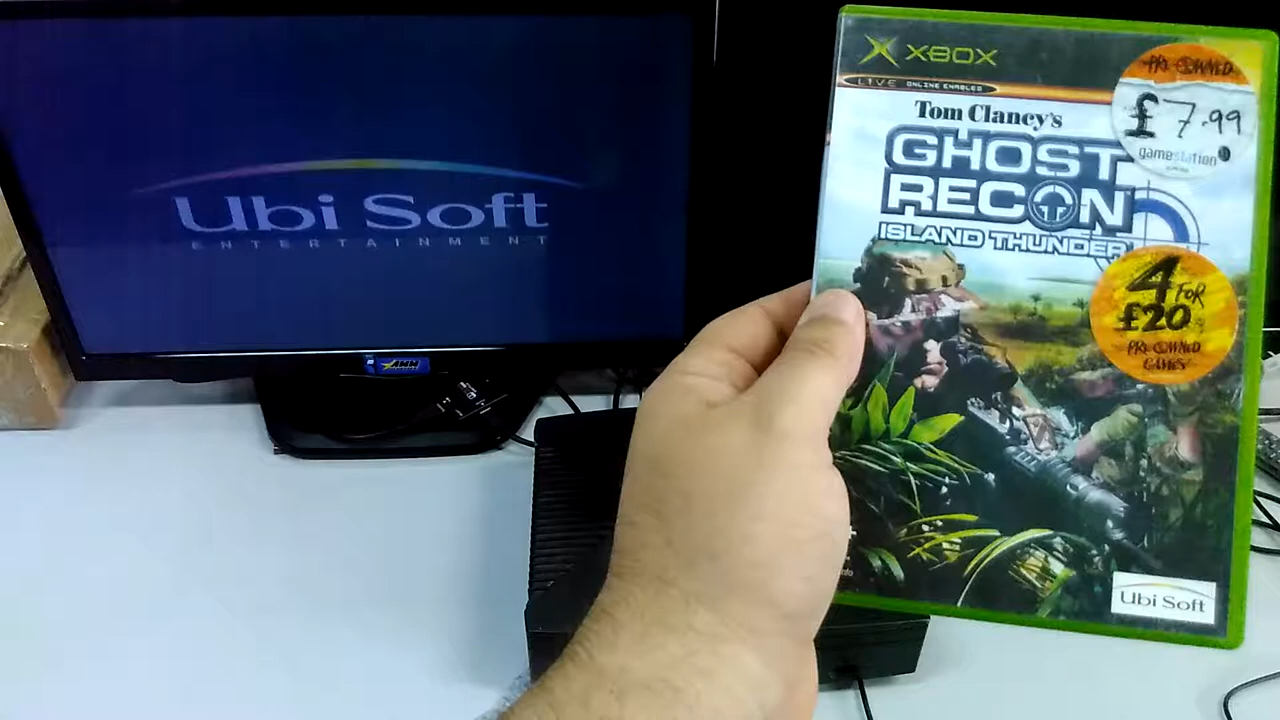 Ubi Soft
ENTERTAINMENT
XBOX
LIVE ONLINE ENABLED
Tom Clancy's
GHOST
RECON
ISLAND THUNDER
PRE OWNED
£7.99
gamestation
4 FOR
£20
PRE OWNED
GAMES
Ubi Soft